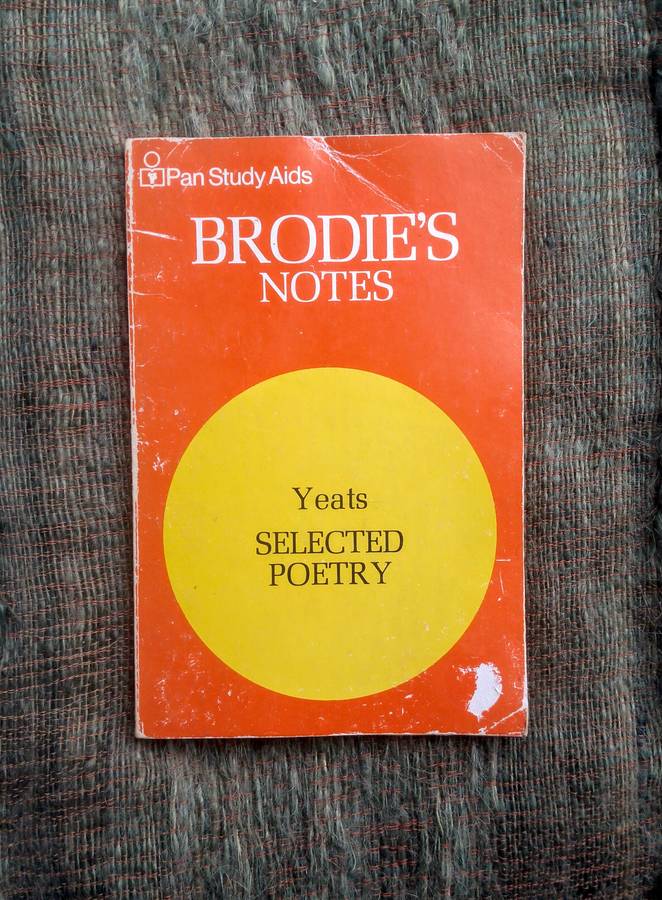 Pan Study Aids
BRODIE'S
NOTES
Yeats
SELECTED
POETRY